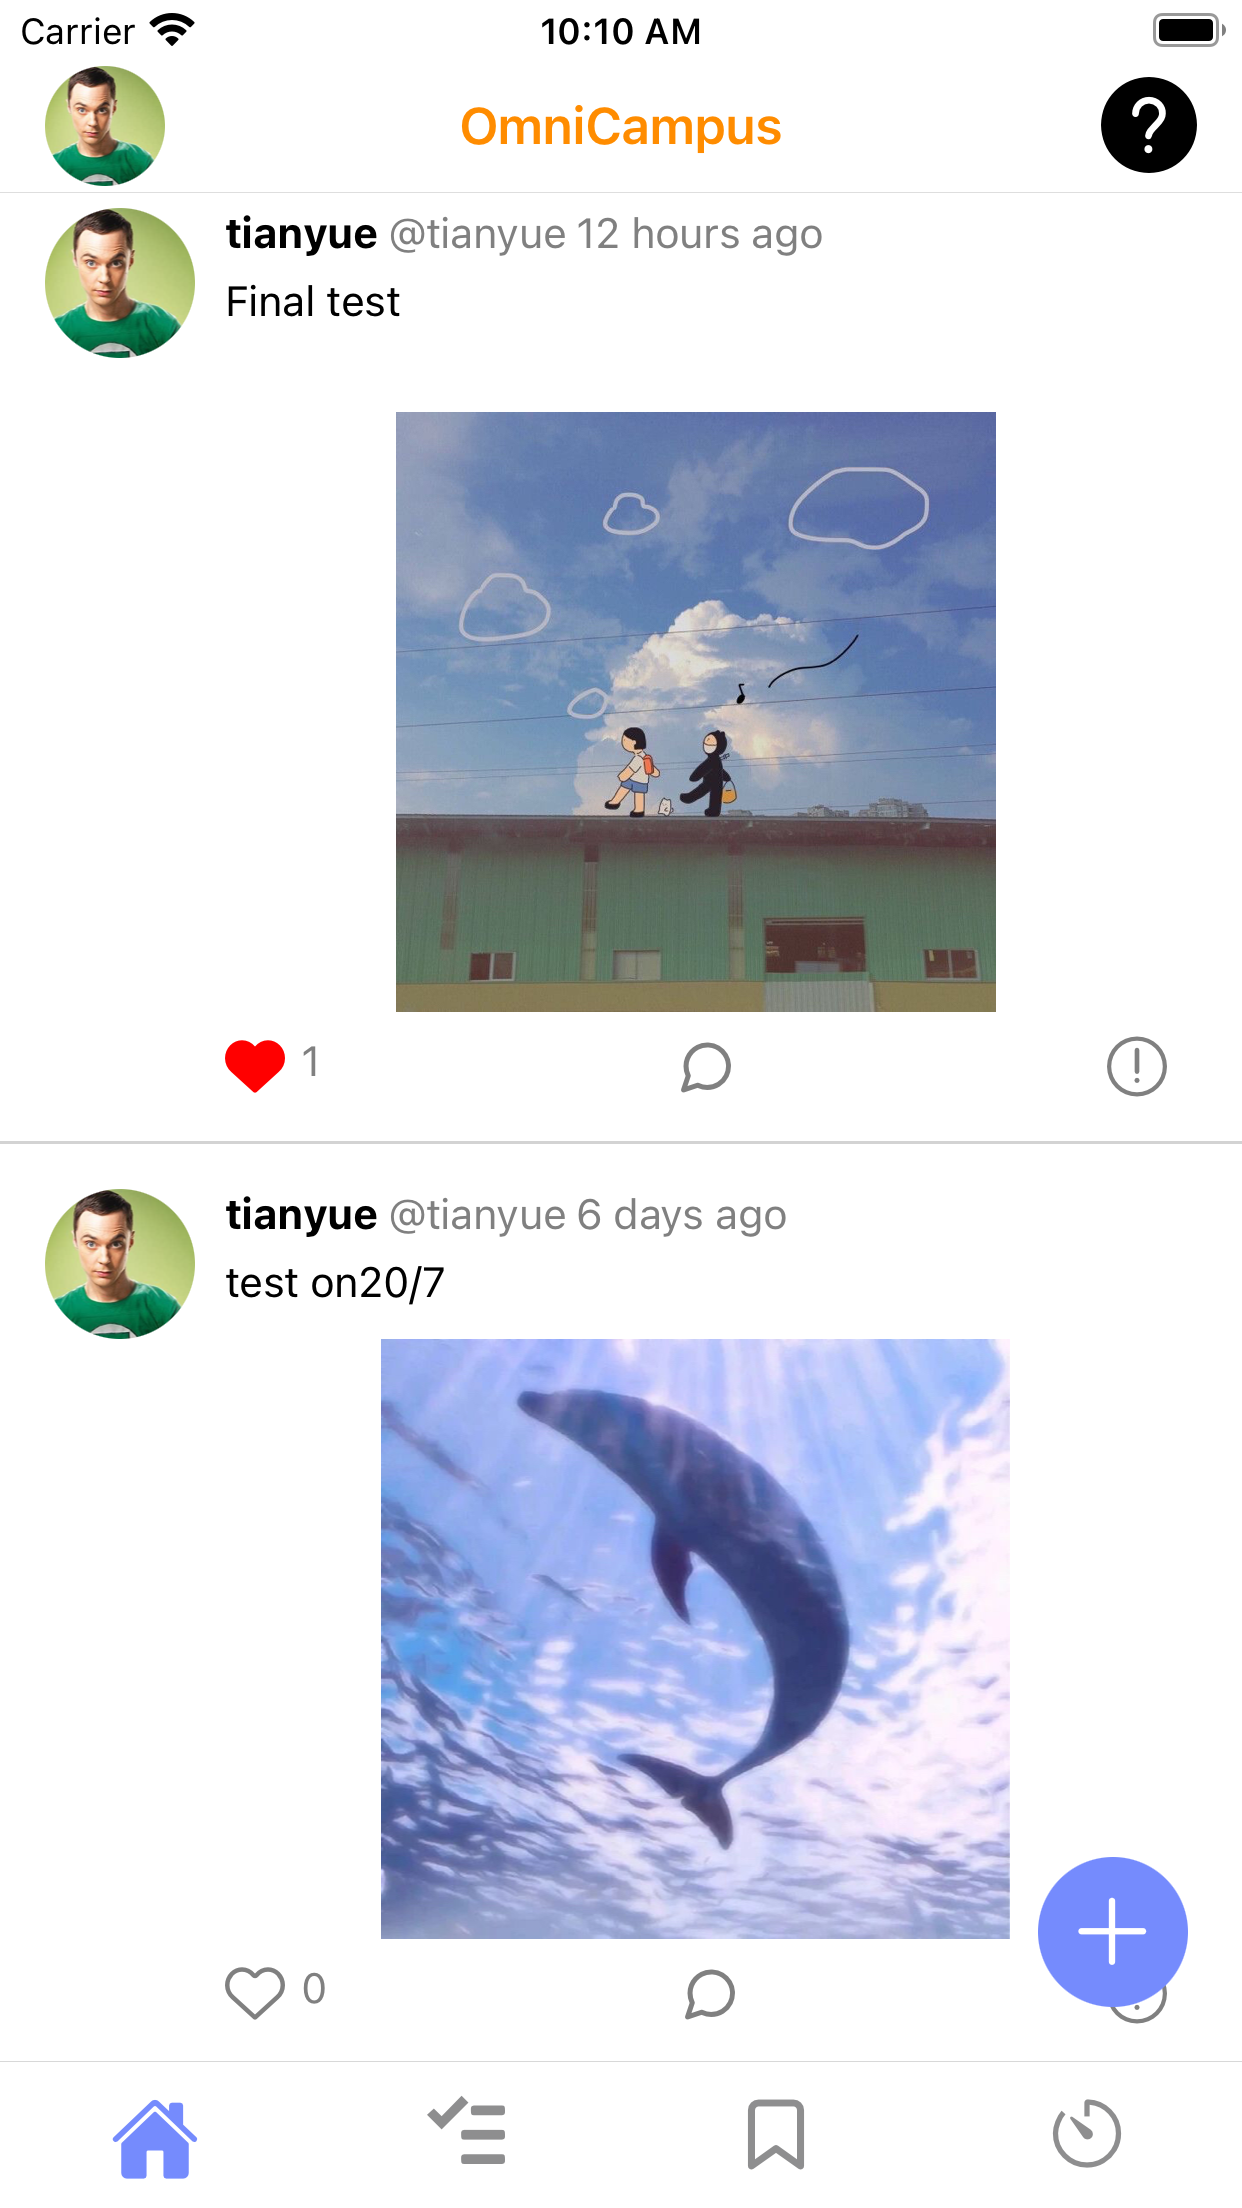 Carrier 10:10 AM
OmniCampus
tianyue @tianyue 12 hours ago
Final test
1
tianyue @tianyue 6 days ago
test on20/7
0